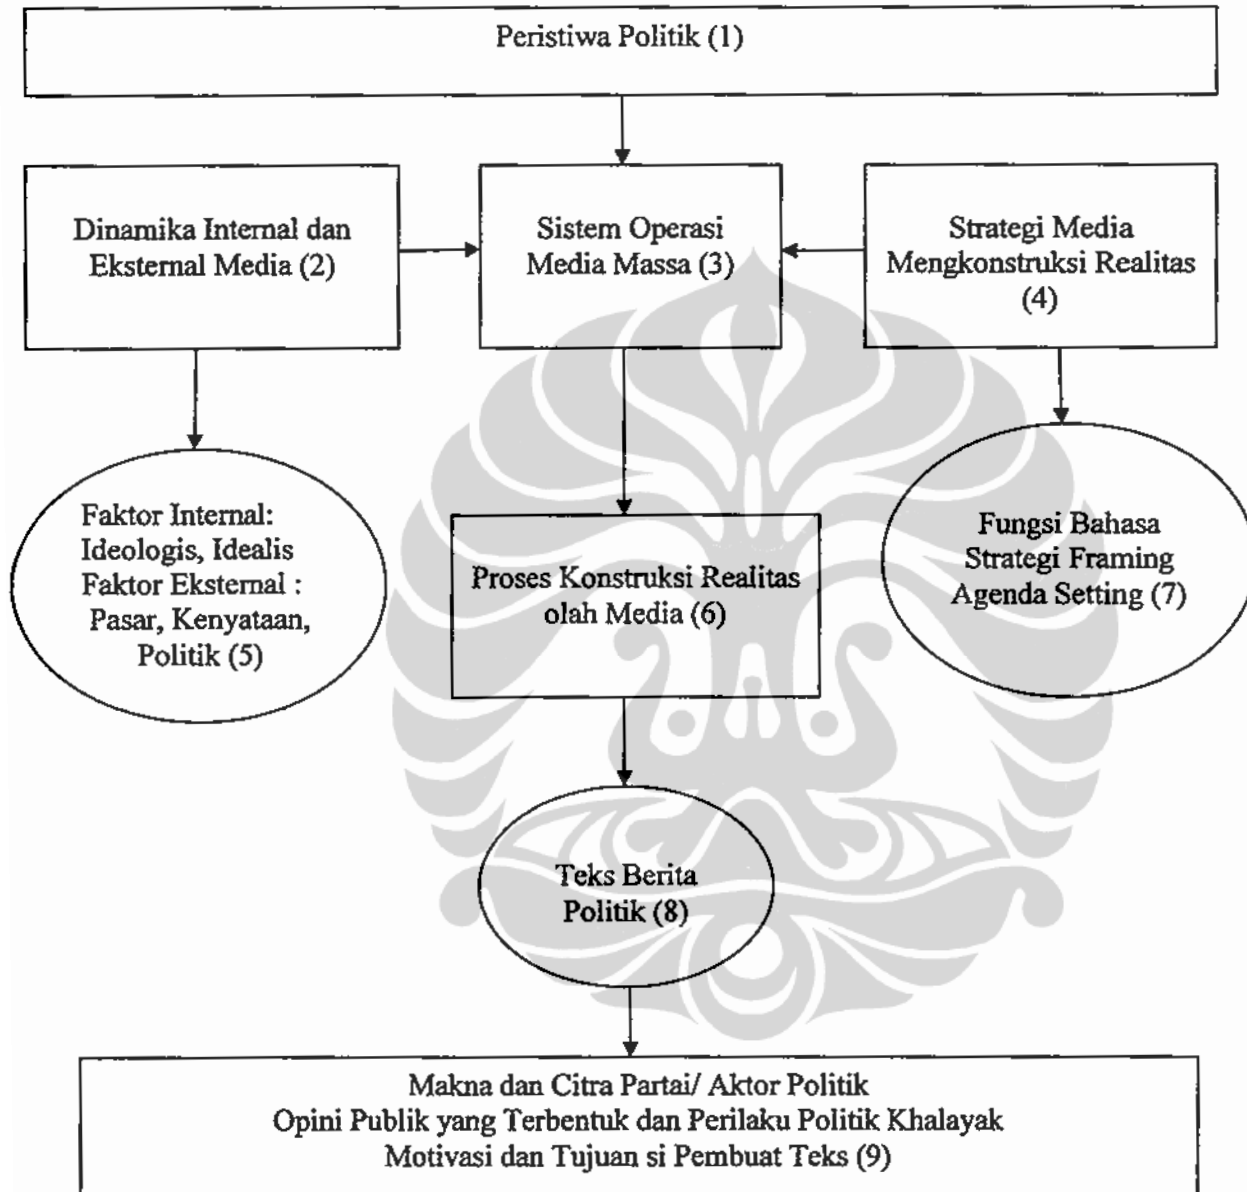 Peristiwa Politik (1)
Dinamika Internal dan
Eksternal Media (2)
Sistem Operasi
Media Massa (3)
Strategi Media
Mengkonstruksi Realitas
(4)
Faktor Internal:
Ideologis, Idealis
Faktor Eksternal :
Pasar, Kenyataan,
Politik (5)
Proses Konstruksi Realitas
olah Media (6)
Fungsi Bahasa
Strategi Framing
Agenda Setting (7)
Teks Berita
Politik (8)
Makna dan Citra Partai/ Aktor Politik
Opini Publik yang Terbentuk dan Perilaku Politik Khalayak
Motivasi dan Tujuan si Pembuat Teks (9)